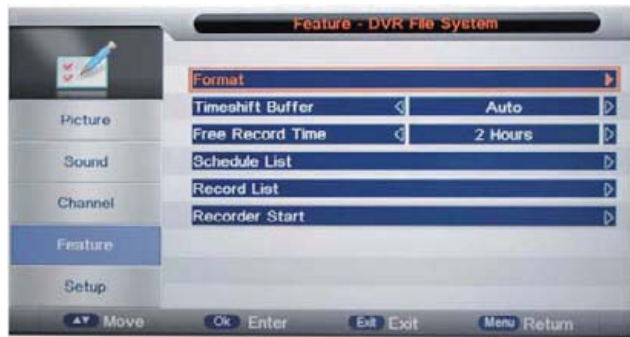 Feature - DVR File System
Format
Timeshift Buffer Auto
Free Record Time 2 Hours
Schedule List
Record List
Recorder Start
Picture
Sound
Channel
Feature
Setup
Move Ok Enter Exit Exit Menu Return